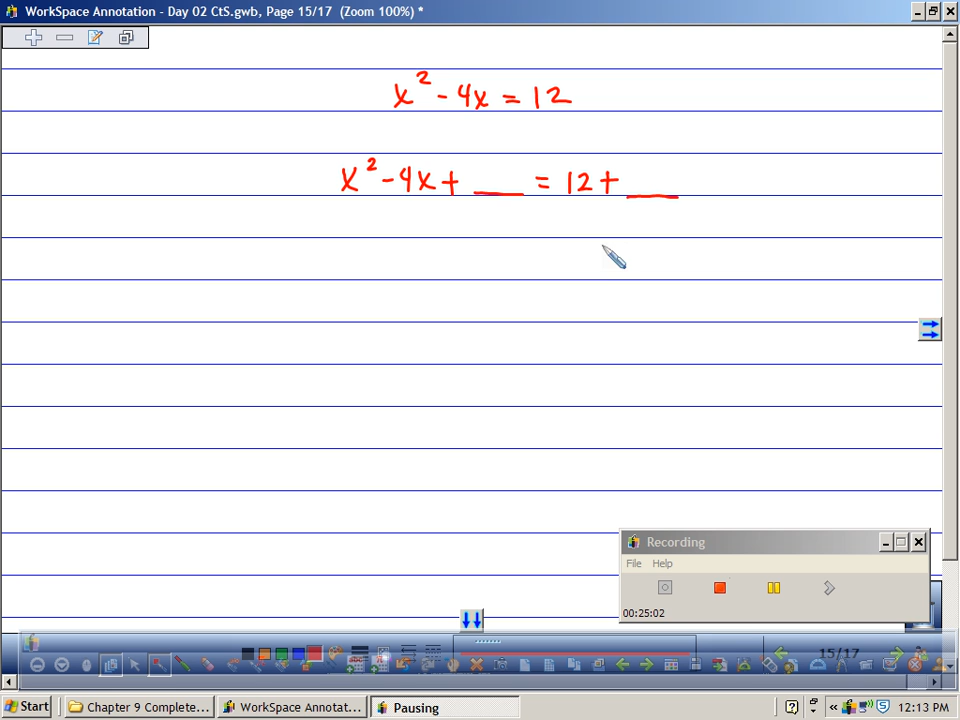 WorkSpace Annotation - Day 02 CtS.gwb, Page 15/17 (Zoom 100%) *
x² - 4x = 12
x² - 4x + ___ = 12 + ___
Recording
File Help
00:25:02
15/17
Start
Chapter 9 Complete...
WorkSpace Annotat...
Pausing
12:13 PM